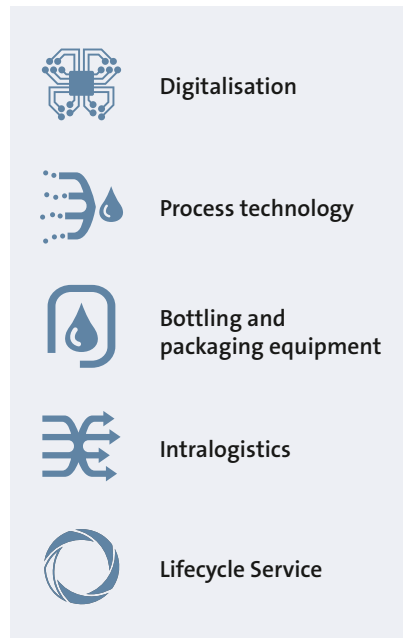 Digitalisation
Process technology
Bottling and
packaging equipment
Intralogistics
Lifecycle Service